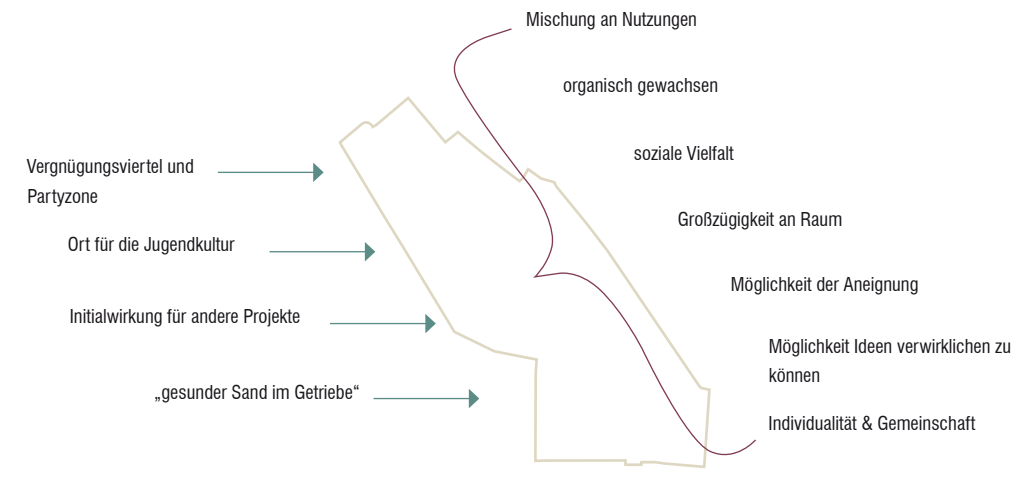 Mischung an Nutzungen
organisch gewachsen
soziale Vielfalt
Vergnügungsviertel und
Partyzone
Großzügigkeit an Raum
Ort für die Jugendkultur
Möglichkeit der Aneignung
Initialwirkung für andere Projekte
Möglichkeit Ideen verwirklichen zu
können
„gesunder Sand im Getriebe“
Individualität & Gemeinschaft